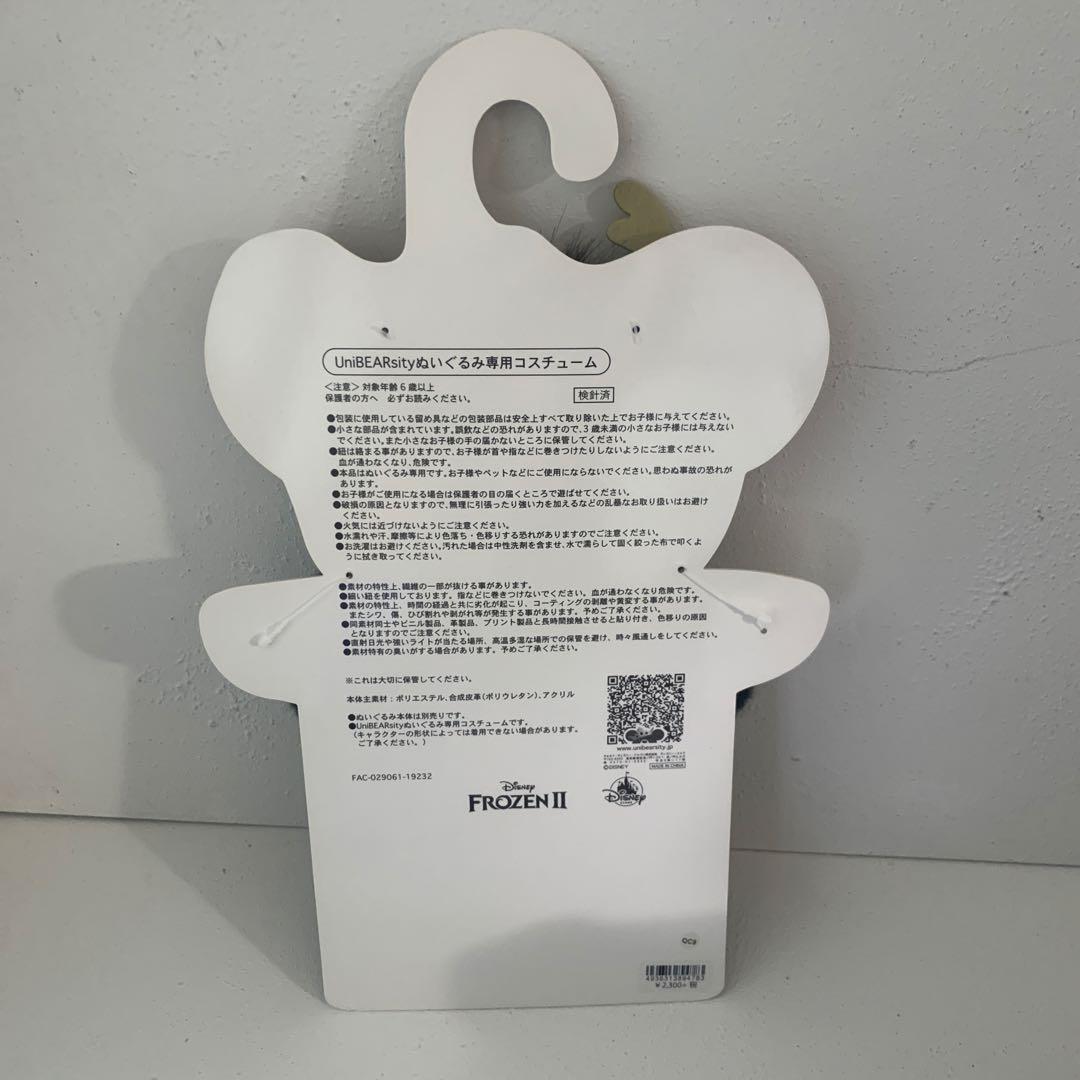 UniBEARsityぬいぐるみ専用コスチューム
＜注意＞ 対象年齢6歳以上
保護者の方へ　必ずお読みください。
検針済
●包装に使用している留め具などの包装部品は安全上すべて取り除いた上でお子様に与えてください。
●小さな部品が含まれています。誤飲などの恐れがありますので、3歳未満の小さなお子様には与えない
でください。また小さなお子様の手の届かないところに保管してください。
●紐は絡まる事がありますので、お子様が首や指などに巻きつけたりしないようにご注意ください。
血が通わなくなり、危険です。
●本品はぬいぐるみ専用です。お子様やペットなどにご使用にならないでください。思わぬ事故の恐れが
あります。
●お子様がご使用になる場合は保護者の目の届くところで遊ばせてください。
●破損の原因となりますので、無理に引張ったり強い力を加えるなどの乱暴なお取り扱いはお避け
ください。
●火気には近づけないようにご注意ください。
●水濡れや汗、摩擦等により色落ち・色移りする恐れがありますのでご注意ください。
●お洗濯はお避けください。汚れた場合は中性洗剤を含ませ、水で濡らして固く絞った布で叩くよ
うに拭き取ってください。
●素材の特性上、繊維の一部が抜ける事があります。
●細い紐を使用しております。指などに巻きつけないでください。血が通わなくなり危険です。
●素材の特性上、時間の経過と共に劣化が起こり、コーティングの剥離や黄変する事があります。
またシワ、傷、ひび割れや剥がれ等が発生する事があります。予めご了承ください。
●同素材同士やビニル製品、革製品、プリント製品と長時間接触させると貼り付き、色移りの原因
となりますのでご注意ください。
●直射日光や強いライトが当たる場所、高温多湿な場所での保管を避け、時々風通しをしてください。
●素材特有の臭いがする場合があります。予めご了承ください。
※これは大切に保管してください。
本体主素材：ポリエステル、合成皮革（ポリウレタン）、アクリル
●ぬいぐるみ本体は別売りです。
●UniBEARsityぬいぐるみ専用コスチュームです。
（キャラクターの形状によっては着用できない場合があります。
ご了承ください。）
www.unibearsity.jp
©DISNEY
MADE IN CHINA
FAC-029061-19232
Disney
FROZEN II
Disney
STORE
QC8
4936313894783
¥2,300+税